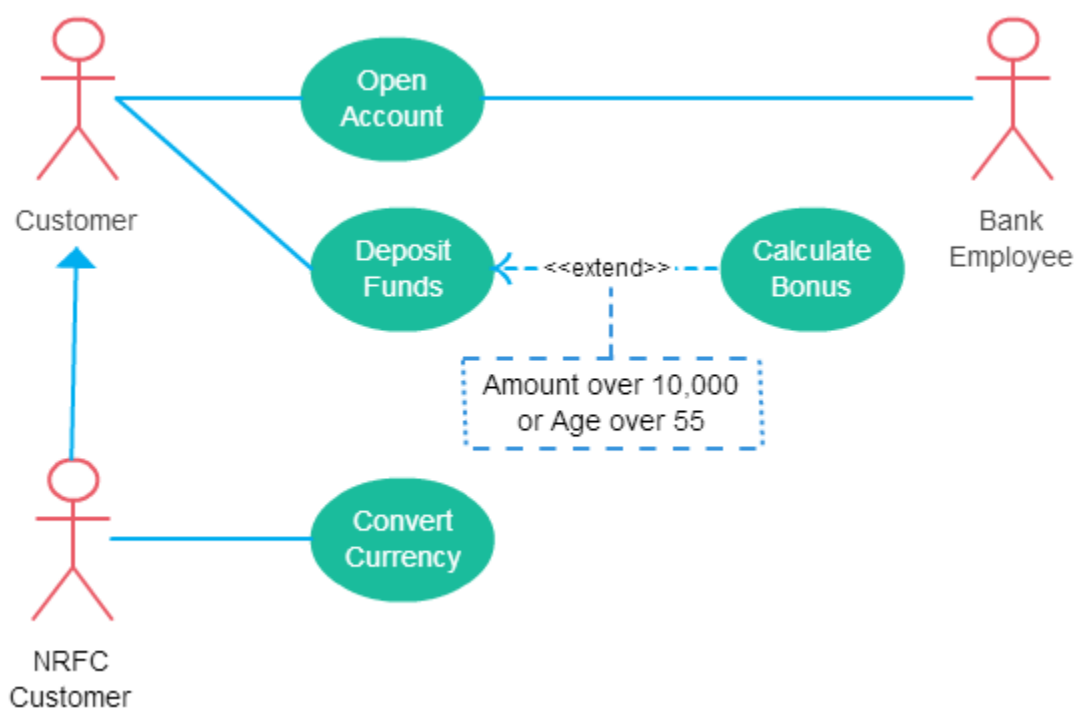 Open
Account
Customer
Bank
Employee
Deposit
Funds
<<extend>>
Calculate
Bonus
Amount over 10,000
or Age over 55
Convert
Currency
NRFC
Customer